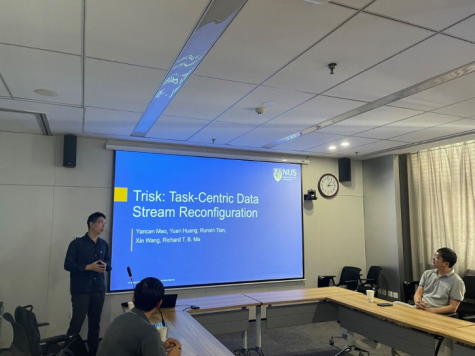 NUS
Trisk: Task-Centric Data
Stream Reconfiguration
Yancan Mao, Yuan Huang, Runxin Tian,
Xin Wang, Richard T. B. Ma